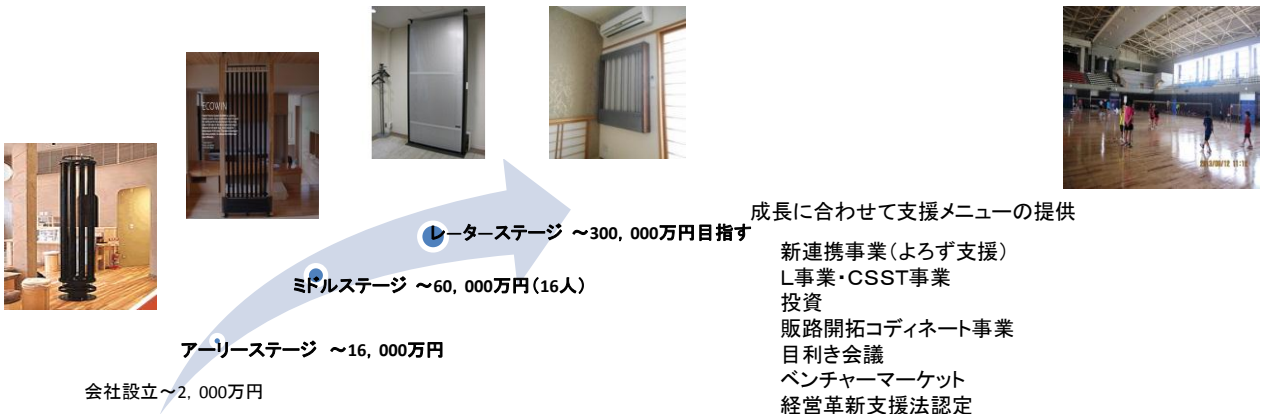 ECOWIN
2013/09/12 11:12
成長に合わせて支援メニューの提供
レーターステージ ～300,000万円目指す
新連携事業（よろず支援）
L事業・CSST事業
ミドルステージ ～60,000万円（16人）
投資
販路開拓コディネート事業
アーリーステージ ～16,000万円
目利き会議
ベンチャーマーケット
会社設立～2,000万円
経営革新支援法認定